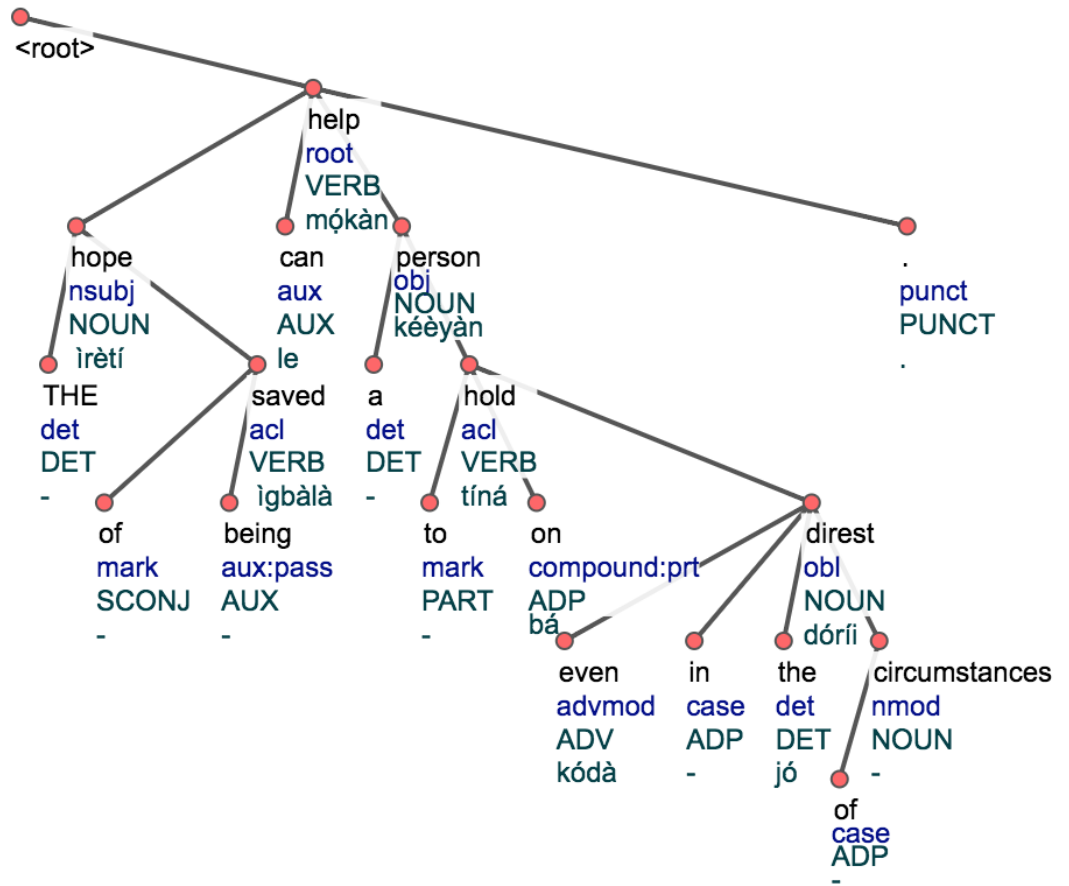 <root>
help
root
VERB
mọ́kàn
hope
nsubj
NOUN
ìrètí
can
aux
AUX
le
person
obj
NOUN
kéèyàn
.
punct
PUNCT
.
THE
det
DET
-
saved
acl
VERB
ìgbàlà
a
det
DET
-
hold
acl
VERB
tíná
of
mark
SCONJ
-
being
aux:pass
AUX
-
to
mark
PART
-
on
compound:prt
ADP
bá
direst
obl
NOUN
dóríi
even
advmod
ADV
kódà
in
case
ADP
-
the
det
DET
jó
circumstances
nmod
NOUN
-
of
case
ADP
-